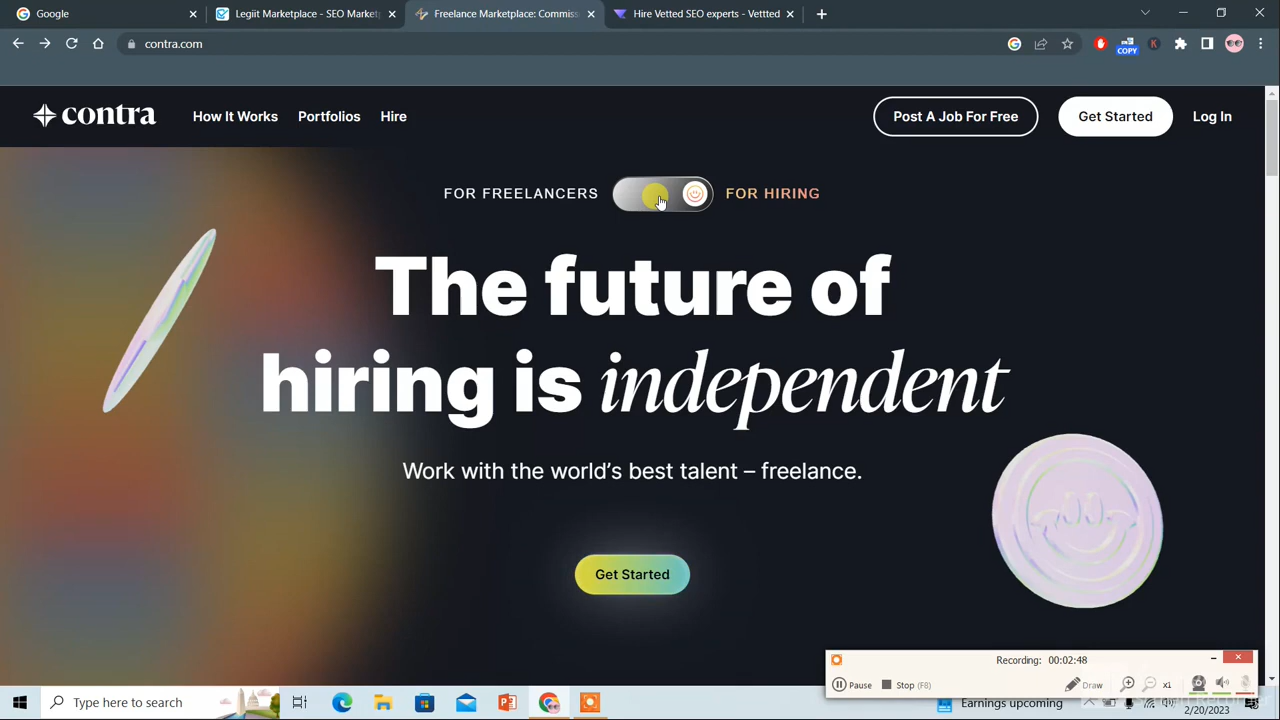 Google
Legiit Marketplace - SEO Market
Freelance Marketplace: Commiss
Hire Vetted SEO experts - Vettted
contra.com
COPY
K
contra
How It Works
Portfolios
Hire
Post A Job For Free
Get Started
Log In
FOR FREELANCERS
FOR HIRING
The future of
hiring is independent
Work with the world's best talent – freelance.
Get Started
Recording: 00:02:48
Pause
Stop (F8)
Draw
x1
Type here to search
Earnings upcoming
2/20/2023